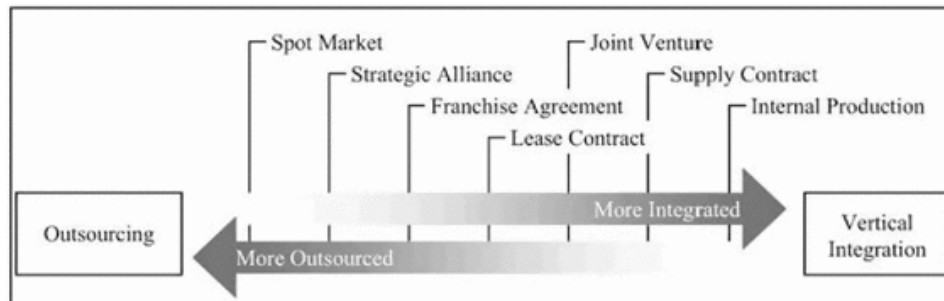 Spot Market
Joint Venture
Strategic Alliance
Supply Contract
Franchise Agreement
Internal Production
Lease Contract
More Integrated
Outsourcing
Vertical
Integration
More Outsourced